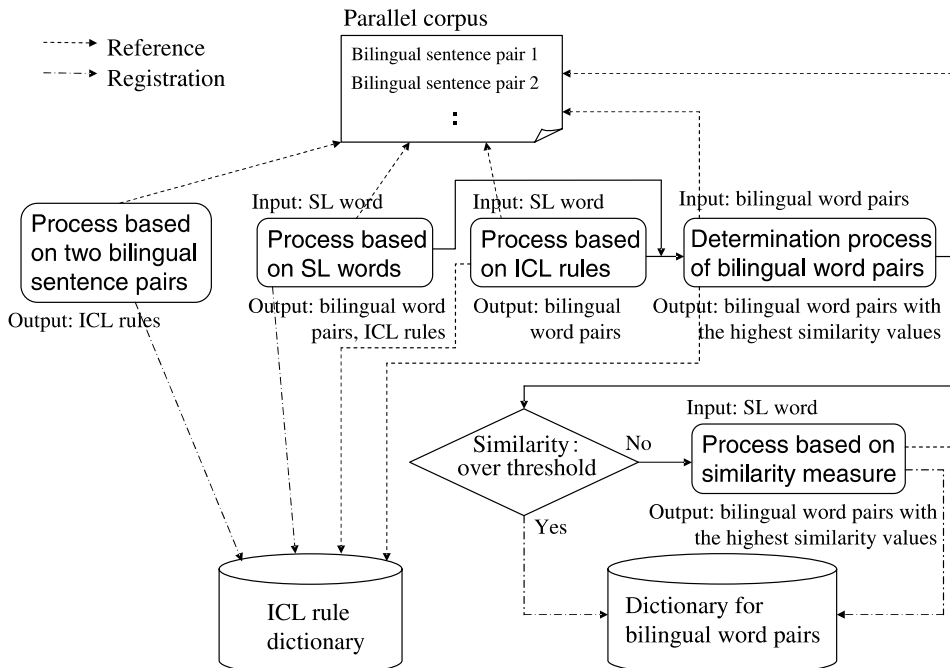 Parallel corpus
Reference
Registration
Bilingual sentence pair 1
Bilingual sentence pair 2
:
Process based
on two bilingual
sentence pairs
Output: ICL rules
Input: SL word
Process based
on SL words
Output: bilingual word
pairs, ICL rules
Input: SL word
Process based
on ICL rules
Output: bilingual
word pairs
Input: bilingual word pairs
Determination process
of bilingual word pairs
Output: bilingual word pairs with
the highest similarity values
Similarity:
over threshold
No
Yes
Input: SL word
Process based on
similarity measure
Output: bilingual word pairs with
the highest similarity values
ICL rule
dictionary
Dictionary for
bilingual word pairs